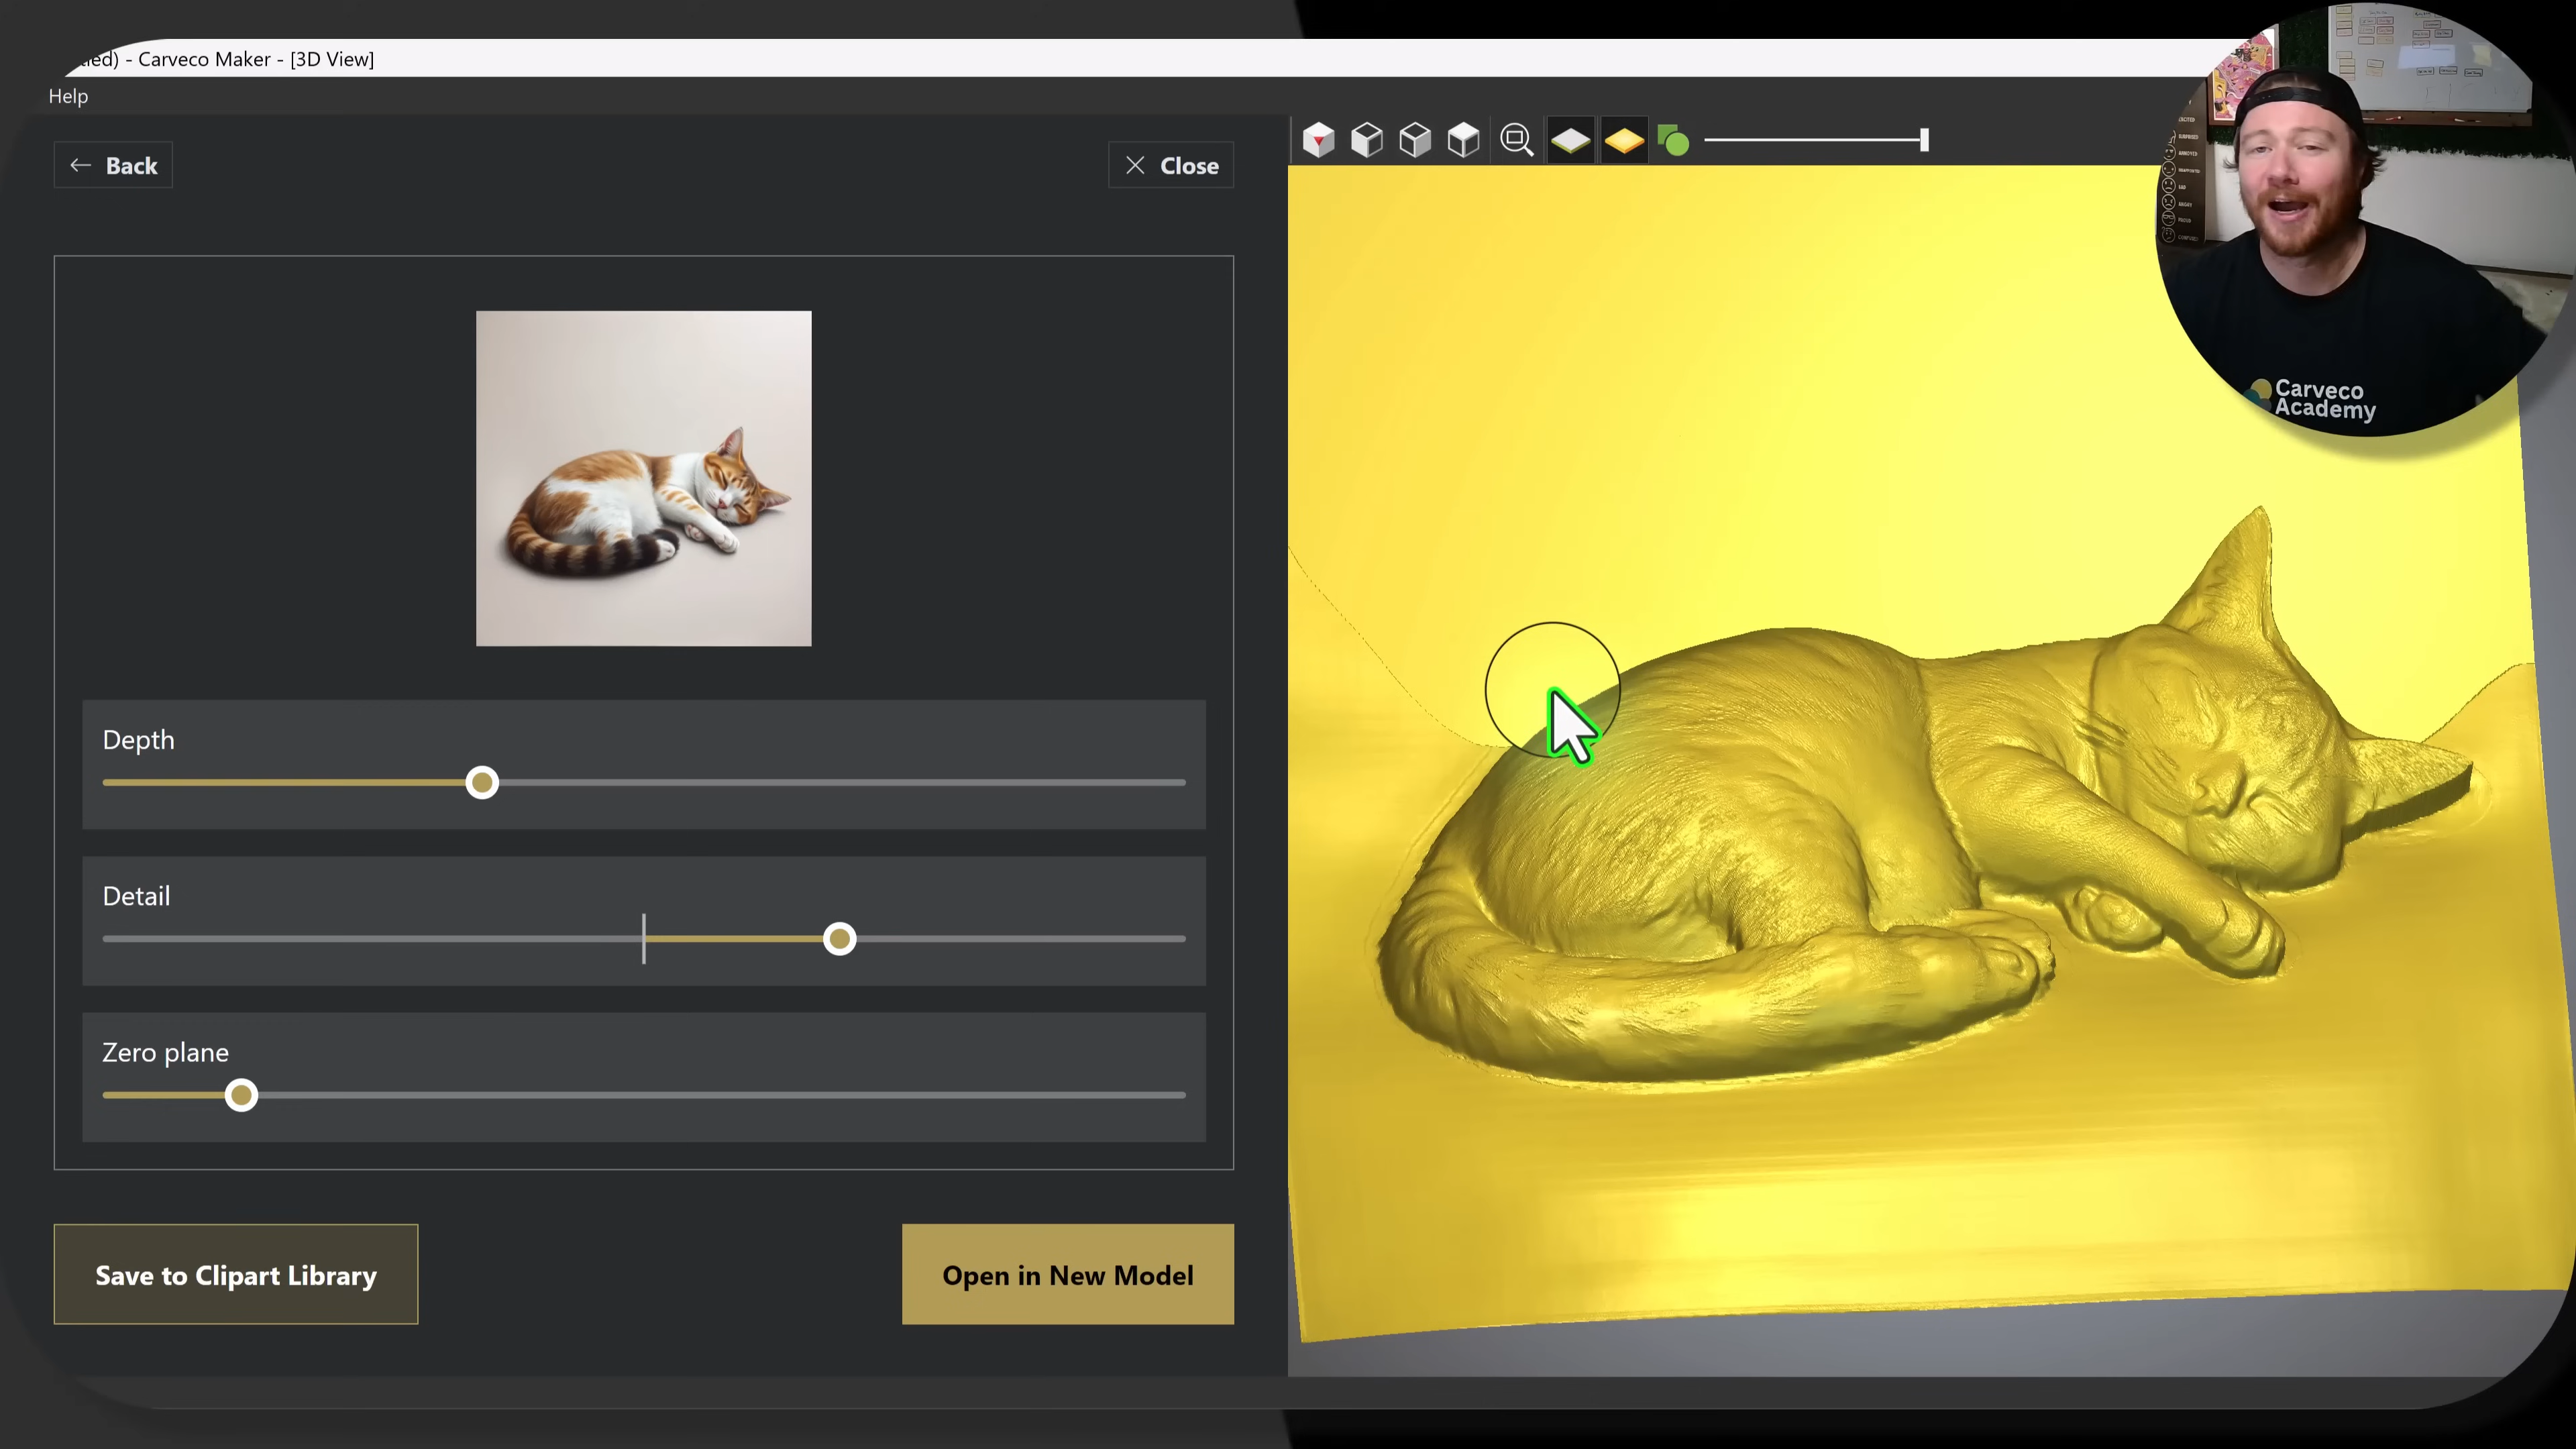 - Carveco Maker - [3D View]
Help
Back
Close
Depth
Detail
Zero plane
Save to Clipart Library
Open in New Model
Carveco
Academy